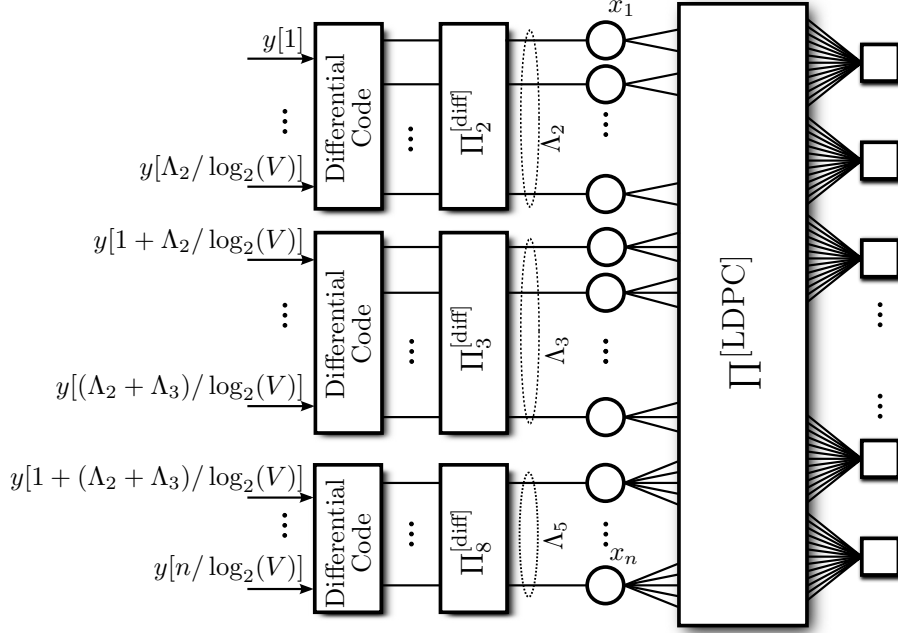 x₁
y[1]
Differential
Code
Π₂^[diff]
Λ₂
y[Λ₂/log₂(V)]
y[1 + Λ₂/log₂(V)]
Differential
Code
Π₃^[diff]
Λ₃
y[(Λ₂ + Λ₃)/log₂(V)]
Π^[LDPC]
y[1 + (Λ₂ + Λ₃)/log₂(V)]
Differential
Code
Π₈^[diff]
Λ₅
xₙ
y[n/log₂(V)]